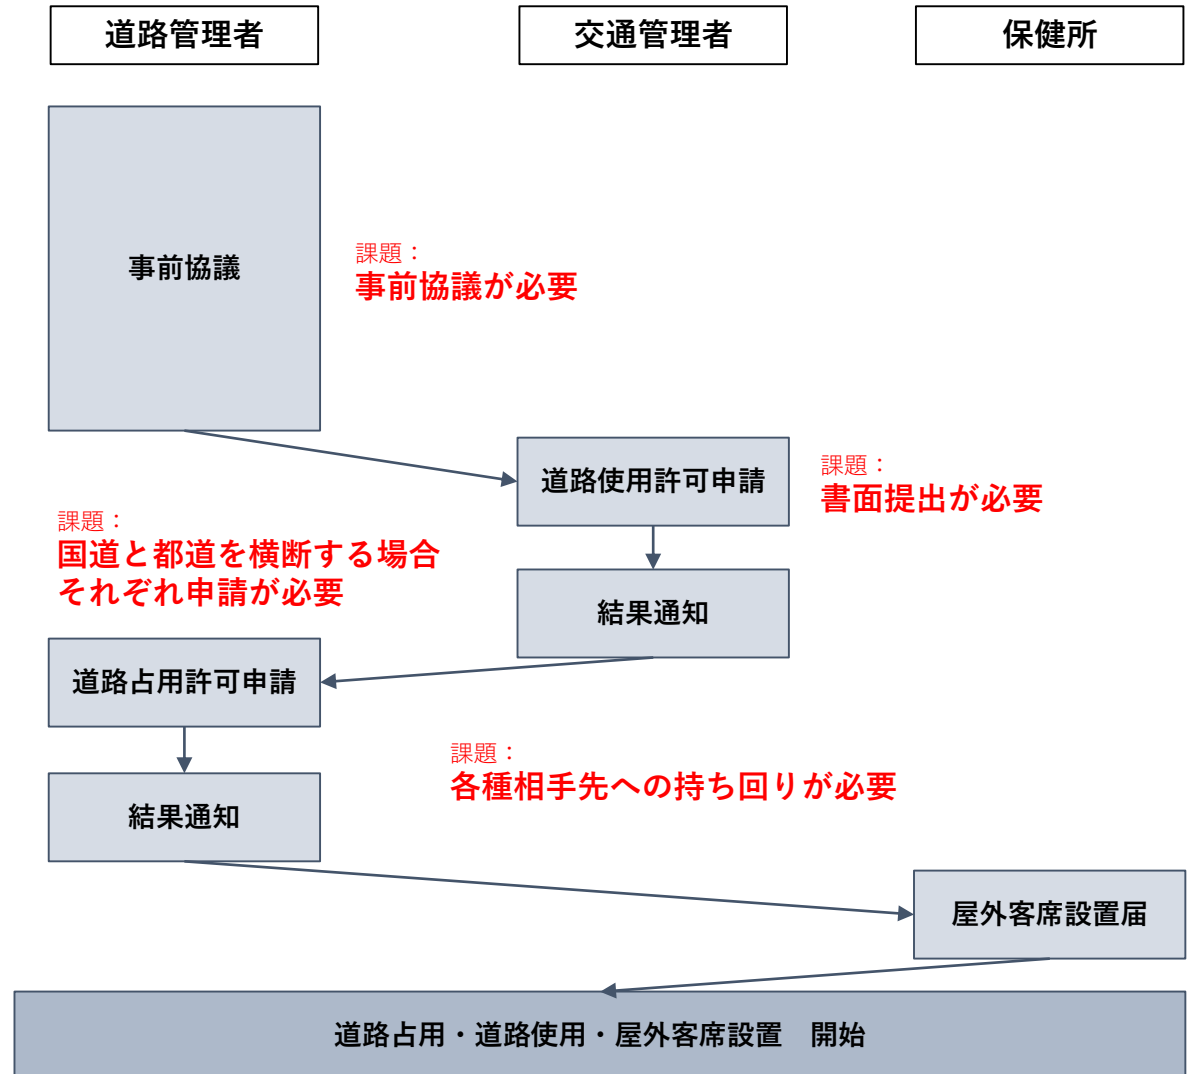 道路管理者
交通管理者
保健所
事前協議
課題：
事前協議が必要
道路使用許可申請
課題：
書面提出が必要
課題：
国道と都道を横断する場合
それぞれ申請が必要
結果通知
道路占用許可申請
課題：
各種相手先への持ち回りが必要
結果通知
屋外客席設置届
道路占用・道路使用・屋外客席設置　開始